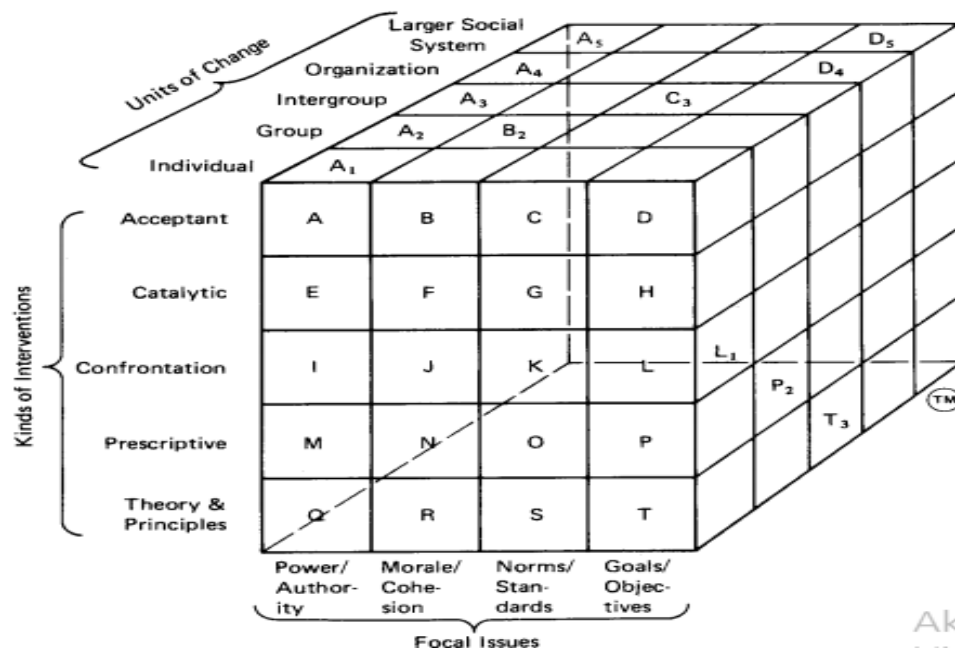 Units of Change
Larger Social
System
Organization
Intergroup
Group
Individual
A5
D5
A4
D4
A3
C3
A2
B2
A1
Kinds of Interventions
Acceptant
A
B
C
D
Catalytic
E
F
G
H
Confrontation
I
J
K
L
L1
Prescriptive
M
N
O
P
P2
Theory &
Principles
Q
R
S
T
T3
TM
Power/
Author-
ity
Morale/
Cohe-
sion
Norms/
Stan-
dards
Goals/
Objec-
tives
Focal Issues
Ak